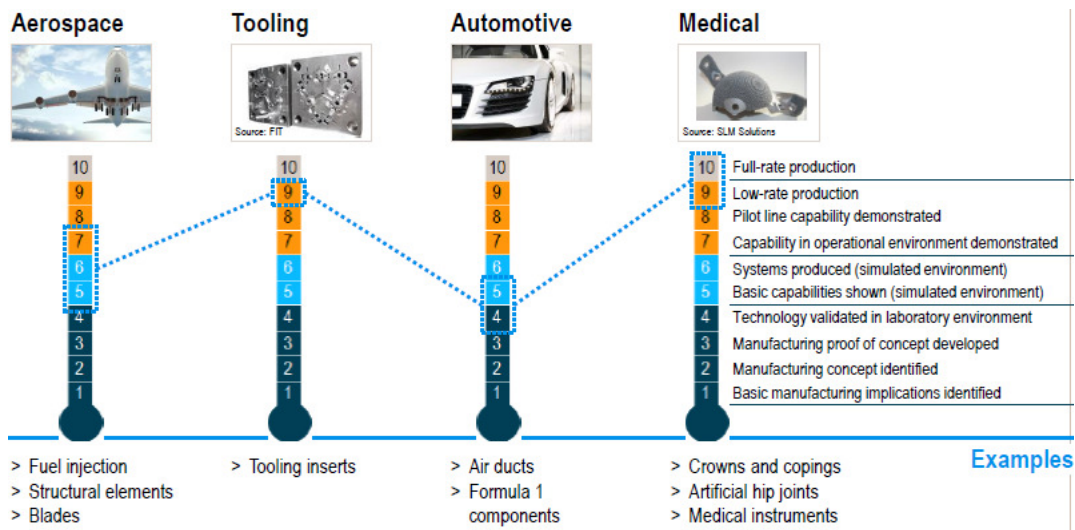 Aerospace
Tooling
Automotive
Medical
Source: FIT
Source: SLM Solutions
10 10 10 10 Full-rate production
9 9 9 9 Low-rate production
8 8 8 8 Pilot line capability demonstrated
7 7 7 7 Capability in operational environment demonstrated
6 6 6 6 Systems produced (simulated environment)
5 5 5 5 Basic capabilities shown (simulated environment)
4 4 4 4 Technology validated in laboratory environment
3 3 3 3 Manufacturing proof of concept developed
2 2 2 2 Manufacturing concept identified
1 1 1 1 Basic manufacturing implications identified
Examples
> Fuel injection
> Structural elements
> Blades
> Tooling inserts
> Air ducts
> Formula 1
components
> Crowns and copings
> Artificial hip joints
> Medical instruments